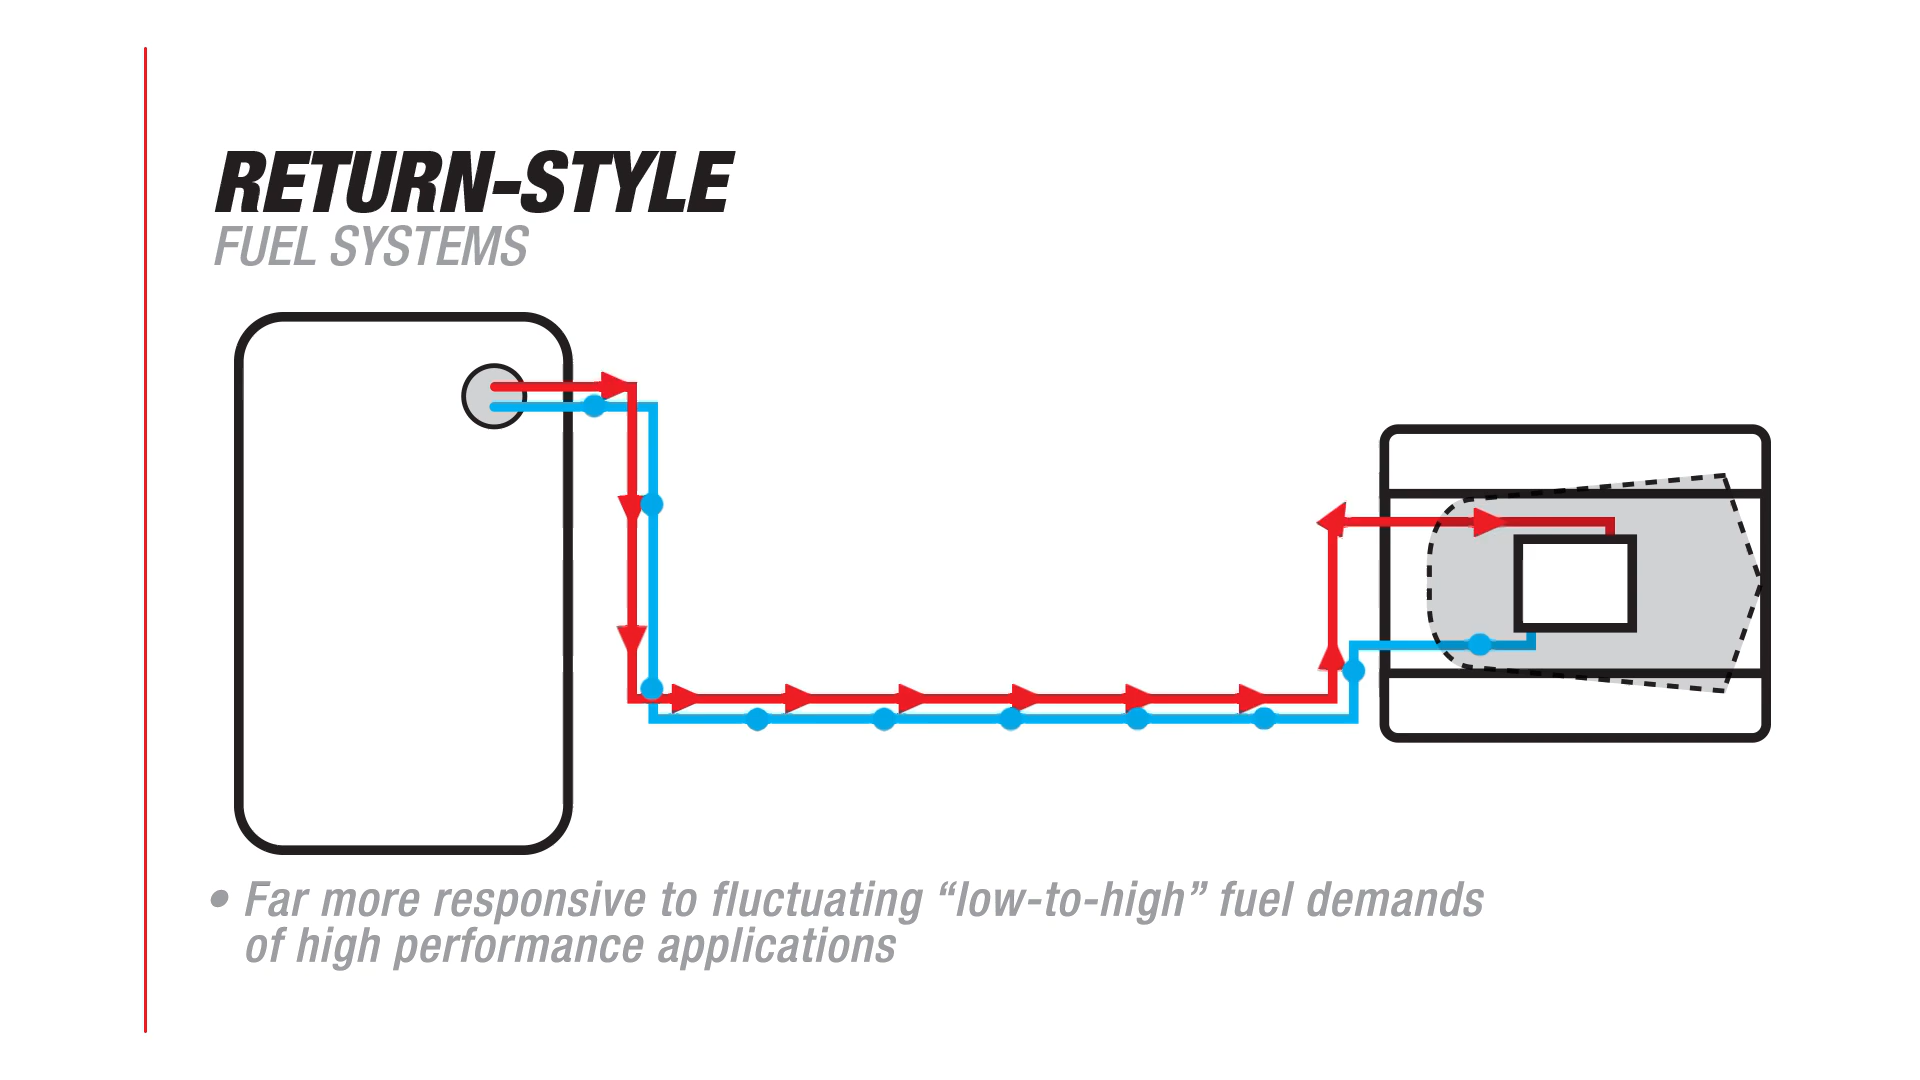 RETURN-STYLE
FUEL SYSTEMS
• Far more responsive to fluctuating “low-to-high” fuel demands
of high performance applications